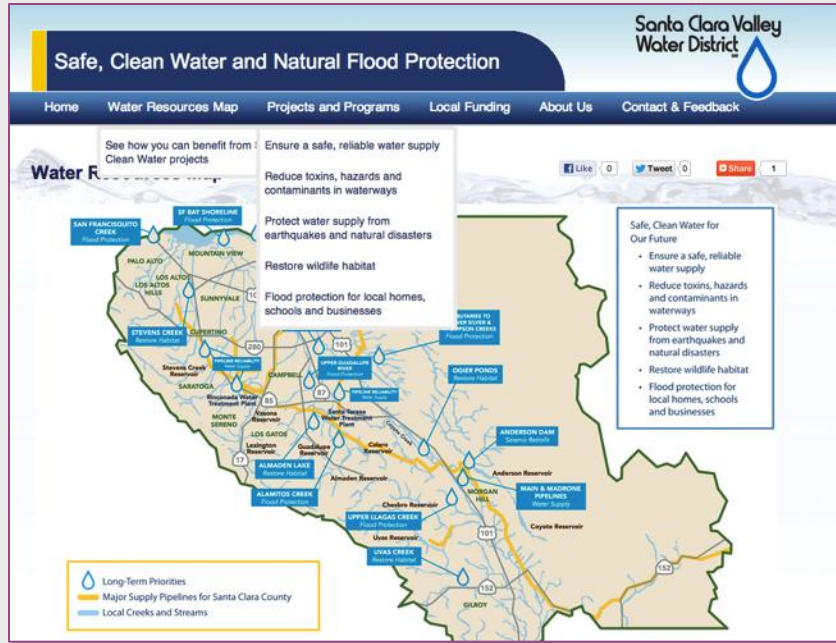 Santa Clara Valley
Water District
Safe, Clean Water and Natural Flood Protection
Home Water Resources Map Projects and Programs Local Funding About Us Contact & Feedback
See how you can benefit from
Clean Water projects
Ensure a safe, reliable water supply
Reduce toxins, hazards and
contaminants in waterways
Protect water supply from
earthquakes and natural disasters
Restore wildlife habitat
Flood protection for local homes,
schools and businesses
Water
Like 0 Tweet 0 Share 1
Safe, Clean Water for
Our Future
• Ensure a safe, reliable
water supply
• Reduce toxins, hazards
and contaminants in
waterways
• Protect water supply from
earthquakes and
natural disasters
• Restore wildlife habitat
• Flood protection for
local homes, schools
and businesses
SF BAY SHORELINE
Flood Protection
SAN FRANCISQUITO
CREEK
Flood Protection
PALO ALTO
MOUNTAIN VIEW
LOS ALTOS
LOS ALTOS
HILLS
SUNNYVALE
STEVENS CREEK
Restore Habitat
CUPERTINO
280
101
Flood Protection
PIPELINE RELIABILITY
Water Supply
Stevens Creek
Reservoir
SARATOGA
CAMPBELL
UPPER GUADALUPE
RIVER
Flood Protection
Rinconada Water
Treatment Plant
85
87
PIPELINE RELIABILITY
Water Supply
OGIER PONDS
Restore Habitat
MONTE
SERENO
Vasona
Reservoir
Santa Teresa
Water Treatment
Plant
Coyote Creek
LOS GATOS
Lexington
Reservoir
Guadalupe
Reservoir
Calero
Reservoir
17
ANDERSON DAM
Seismic Retrofit
ALMADEN LAKE
Restore Habitat
Almaden Reservoir
Anderson Reservoir
ALAMITOS CREEK
Flood Protection
MAIN & MADRONE
PIPELINES
Water Supply
MORGAN
HILL
Chesbro Reservoir
UPPER LLAGAS CREEK
Flood Protection
Coyote Reservoir
Uvas Reservoir
101
UVAS CREEK
Restore Habitat
152
152
GILROY
Long-Term Priorities
Major Supply Pipelines for Santa Clara County
Local Creeks and Streams